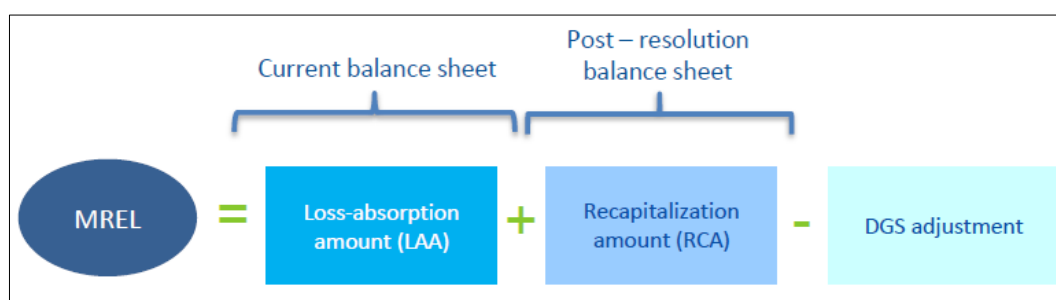 Current balance sheet
Post – resolution
balance sheet
MREL
=
Loss-absorption
amount (LAA)
+
Recapitalization
amount (RCA)
-
DGS adjustment